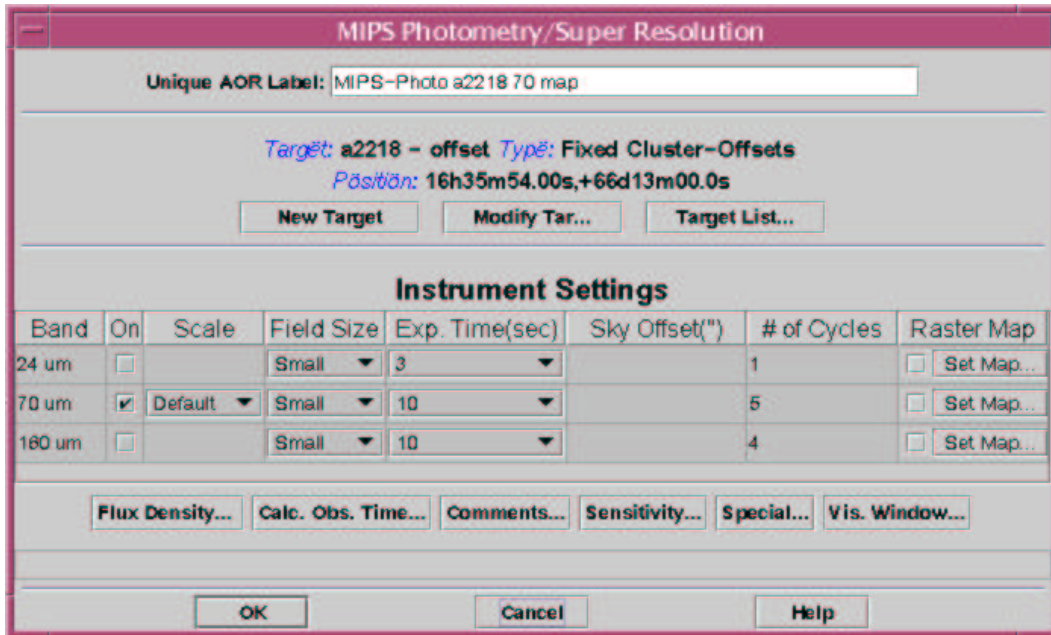 MIPS Photometry/Super Resolution
Unique AOR Label: MIPS-Photo a2218 70 map
Target: a2218 - offset Type: Fixed Cluster-Offsets
Position: 16h35m54.00s,+66d13m00.0s
New Target Modify Tar... Target List...
Instrument Settings
Band On Scale Field Size Exp. Time(sec) Sky Offset(") # of Cycles Raster Map
24 um Small 3 1 Set Map...
70 um Default Small 10 5 Set Map...
160 um Small 10 4 Set Map...
Flux Density... Calc. Obs. Time... Comments... Sensitivity... Special... Vis. Window...
OK Cancel Help